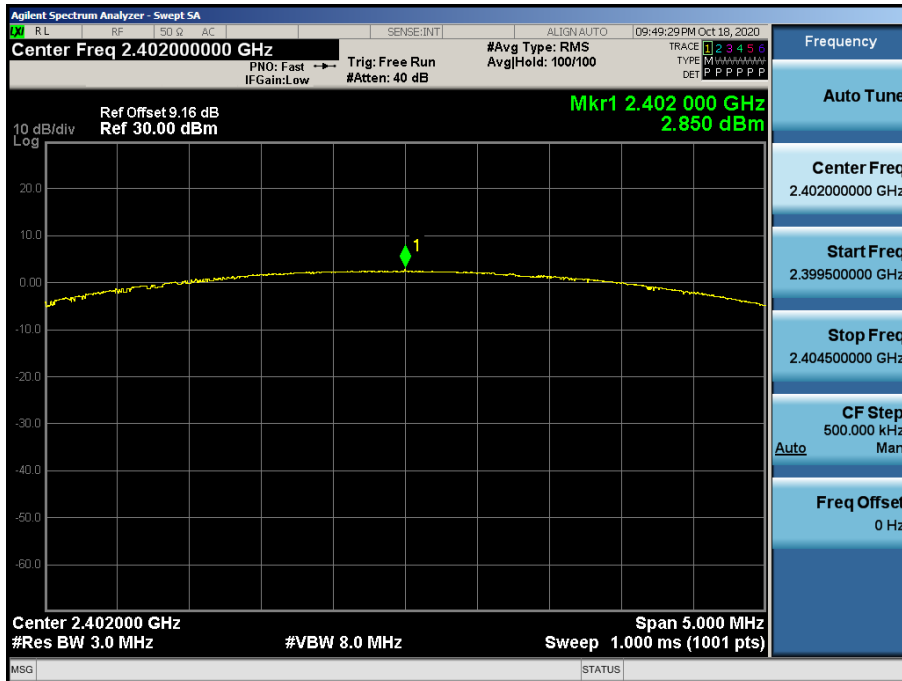 Agilent Spectrum Analyzer - Swept SA
LXI RL RF 50 Ω AC SENSE:INT ALIGN AUTO 09:49:29 PM Oct 18, 2020
Center Freq 2.402000000 GHz
PNO: Fast
IFGain:Low
Trig: Free Run
#Atten: 40 dB
#Avg Type: RMS
Avg|Hold: 100/100
TRACE 1 2 3 4 5 6
TYPE M WWWWW
DET P P P P P P
Mkr1 2.402 000 GHz
2.850 dBm
Ref Offset 9.16 dB
10 dB/div Ref 30.00 dBm
Log
20.0
10.0
1
0.00
-10.0
-20.0
-30.0
-40.0
-50.0
-60.0
Center 2.402000 GHz Span 5.000 MHz
#Res BW 3.0 MHz #VBW 8.0 MHz Sweep 1.000 ms (1001 pts)
MSG STATUS
Frequency
Auto Tune
Center Freq
2.402000000 GHz
Start Freq
2.399500000 GHz
Stop Freq
2.404500000 GHz
CF Step
500.000 kHz
Auto Man
Freq Offset
0 Hz